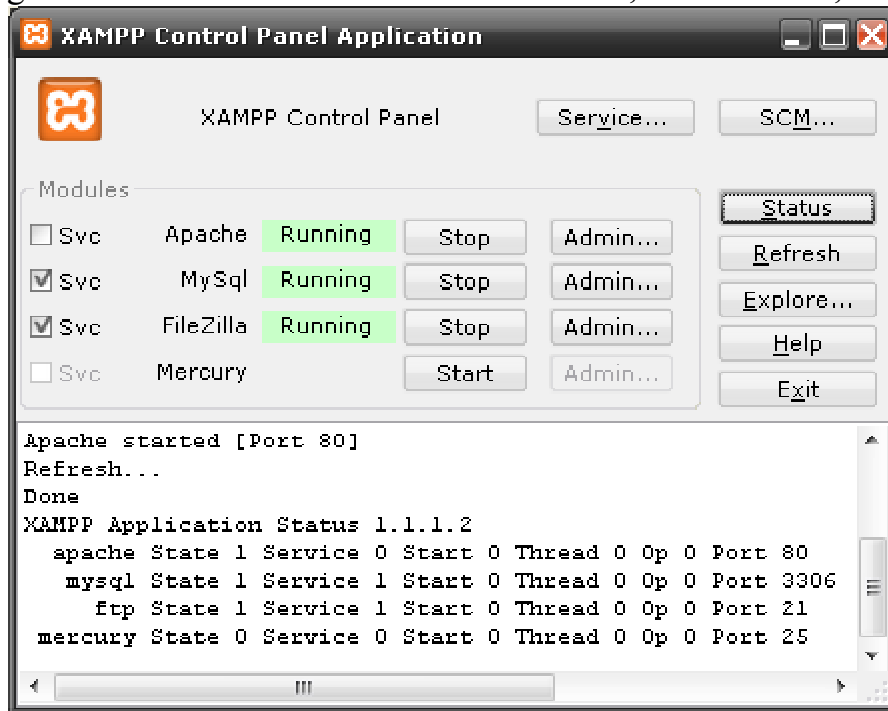 XAMPP Control Panel Application
XAMPP Control Panel Service... SCM...
Modules
Status
Svc Apache Running Stop Admin...
Refresh
Svc MySql Running Stop Admin...
Explore...
Svc FileZilla Running Stop Admin...
Help
Svc Mercury Start Admin...
Exit
Apache started [Port 80]
Refresh...
Done
XAMPP Application Status 1.1.1.2
apache State 1 Service 0 Start 0 Thread 0 Op 0 Port 80
mysql State 1 Service 1 Start 0 Thread 0 Op 0 Port 3306
ftp State 1 Service 1 Start 0 Thread 0 Op 0 Port 21
mercury State 0 Service 0 Start 0 Thread 0 Op 0 Port 25